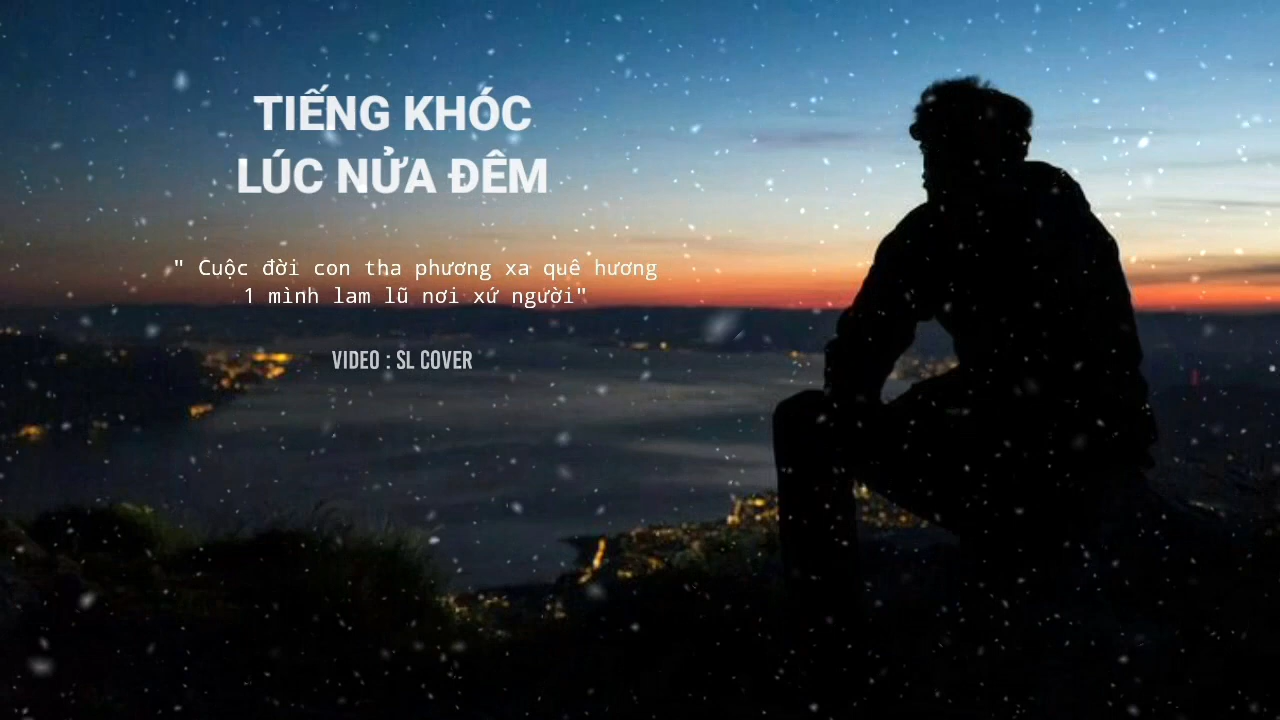 TIẾNG KHÓC
LÚC NỬA ĐÊM
" Cuộc đời con tha phương xa quê hương
1 mình lam lũ nơi xứ người"
VIDEO : SL COVER